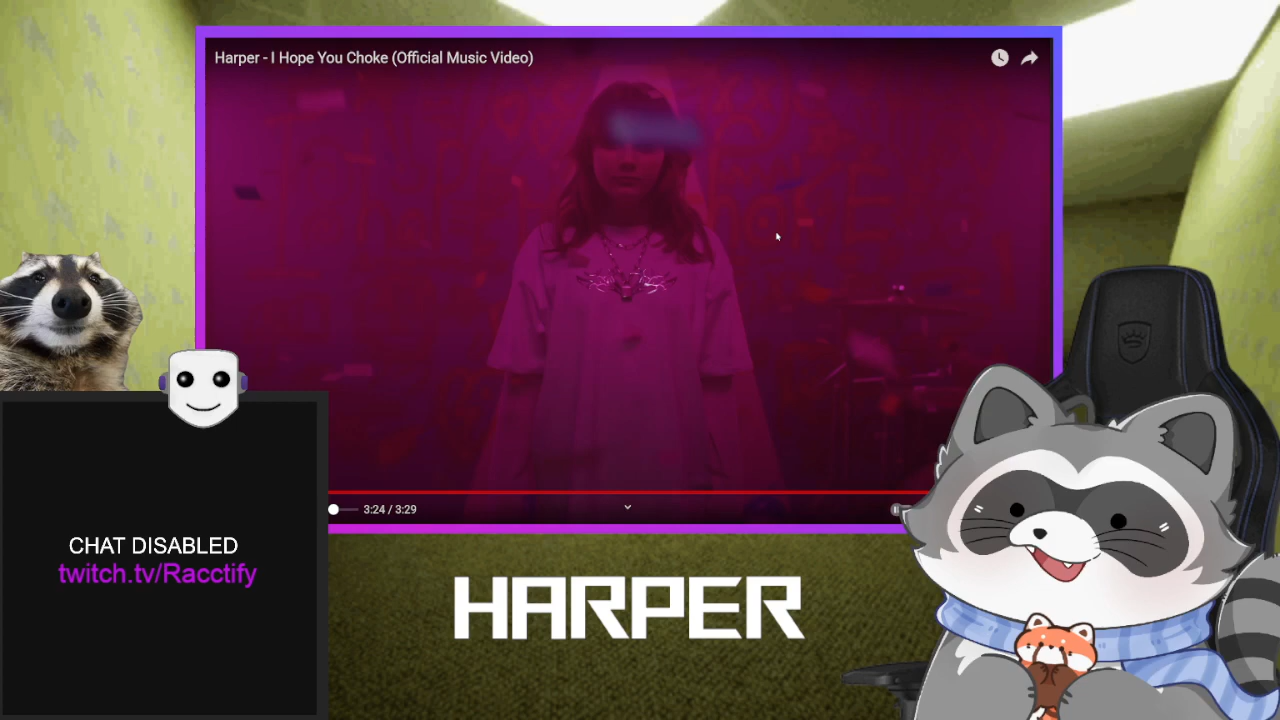 Harper - I Hope You Choke (Official Music Video)
3:24 / 3:29
CHAT DISABLED
twitch.tv/Racctify
HARPER